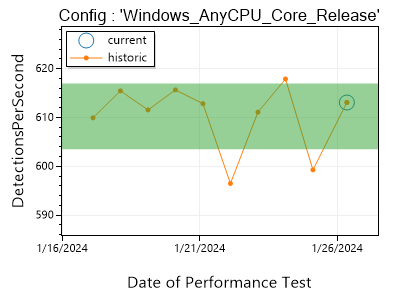 Config : 'Windows_AnyCPU_Core_Release'
current
historic
DetectionsPerSecond
620
610
600
590
1/16/2024
1/21/2024
1/26/2024
Date of Performance Test